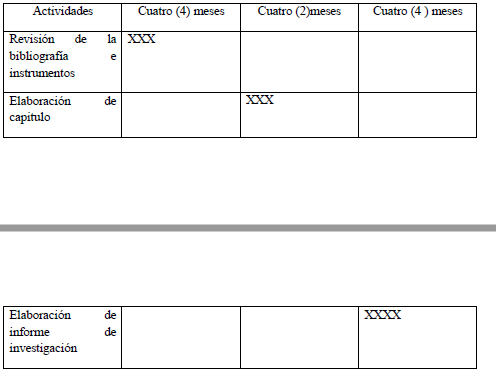 Actividades Cuatro (4) meses Cuatro (2)meses Cuatro (4 ) meses
Revisión de la XXX
bibliografía e
instrumentos
Elaboración de XXX
capitulo
Elaboración de XXXX
informe de
investigación